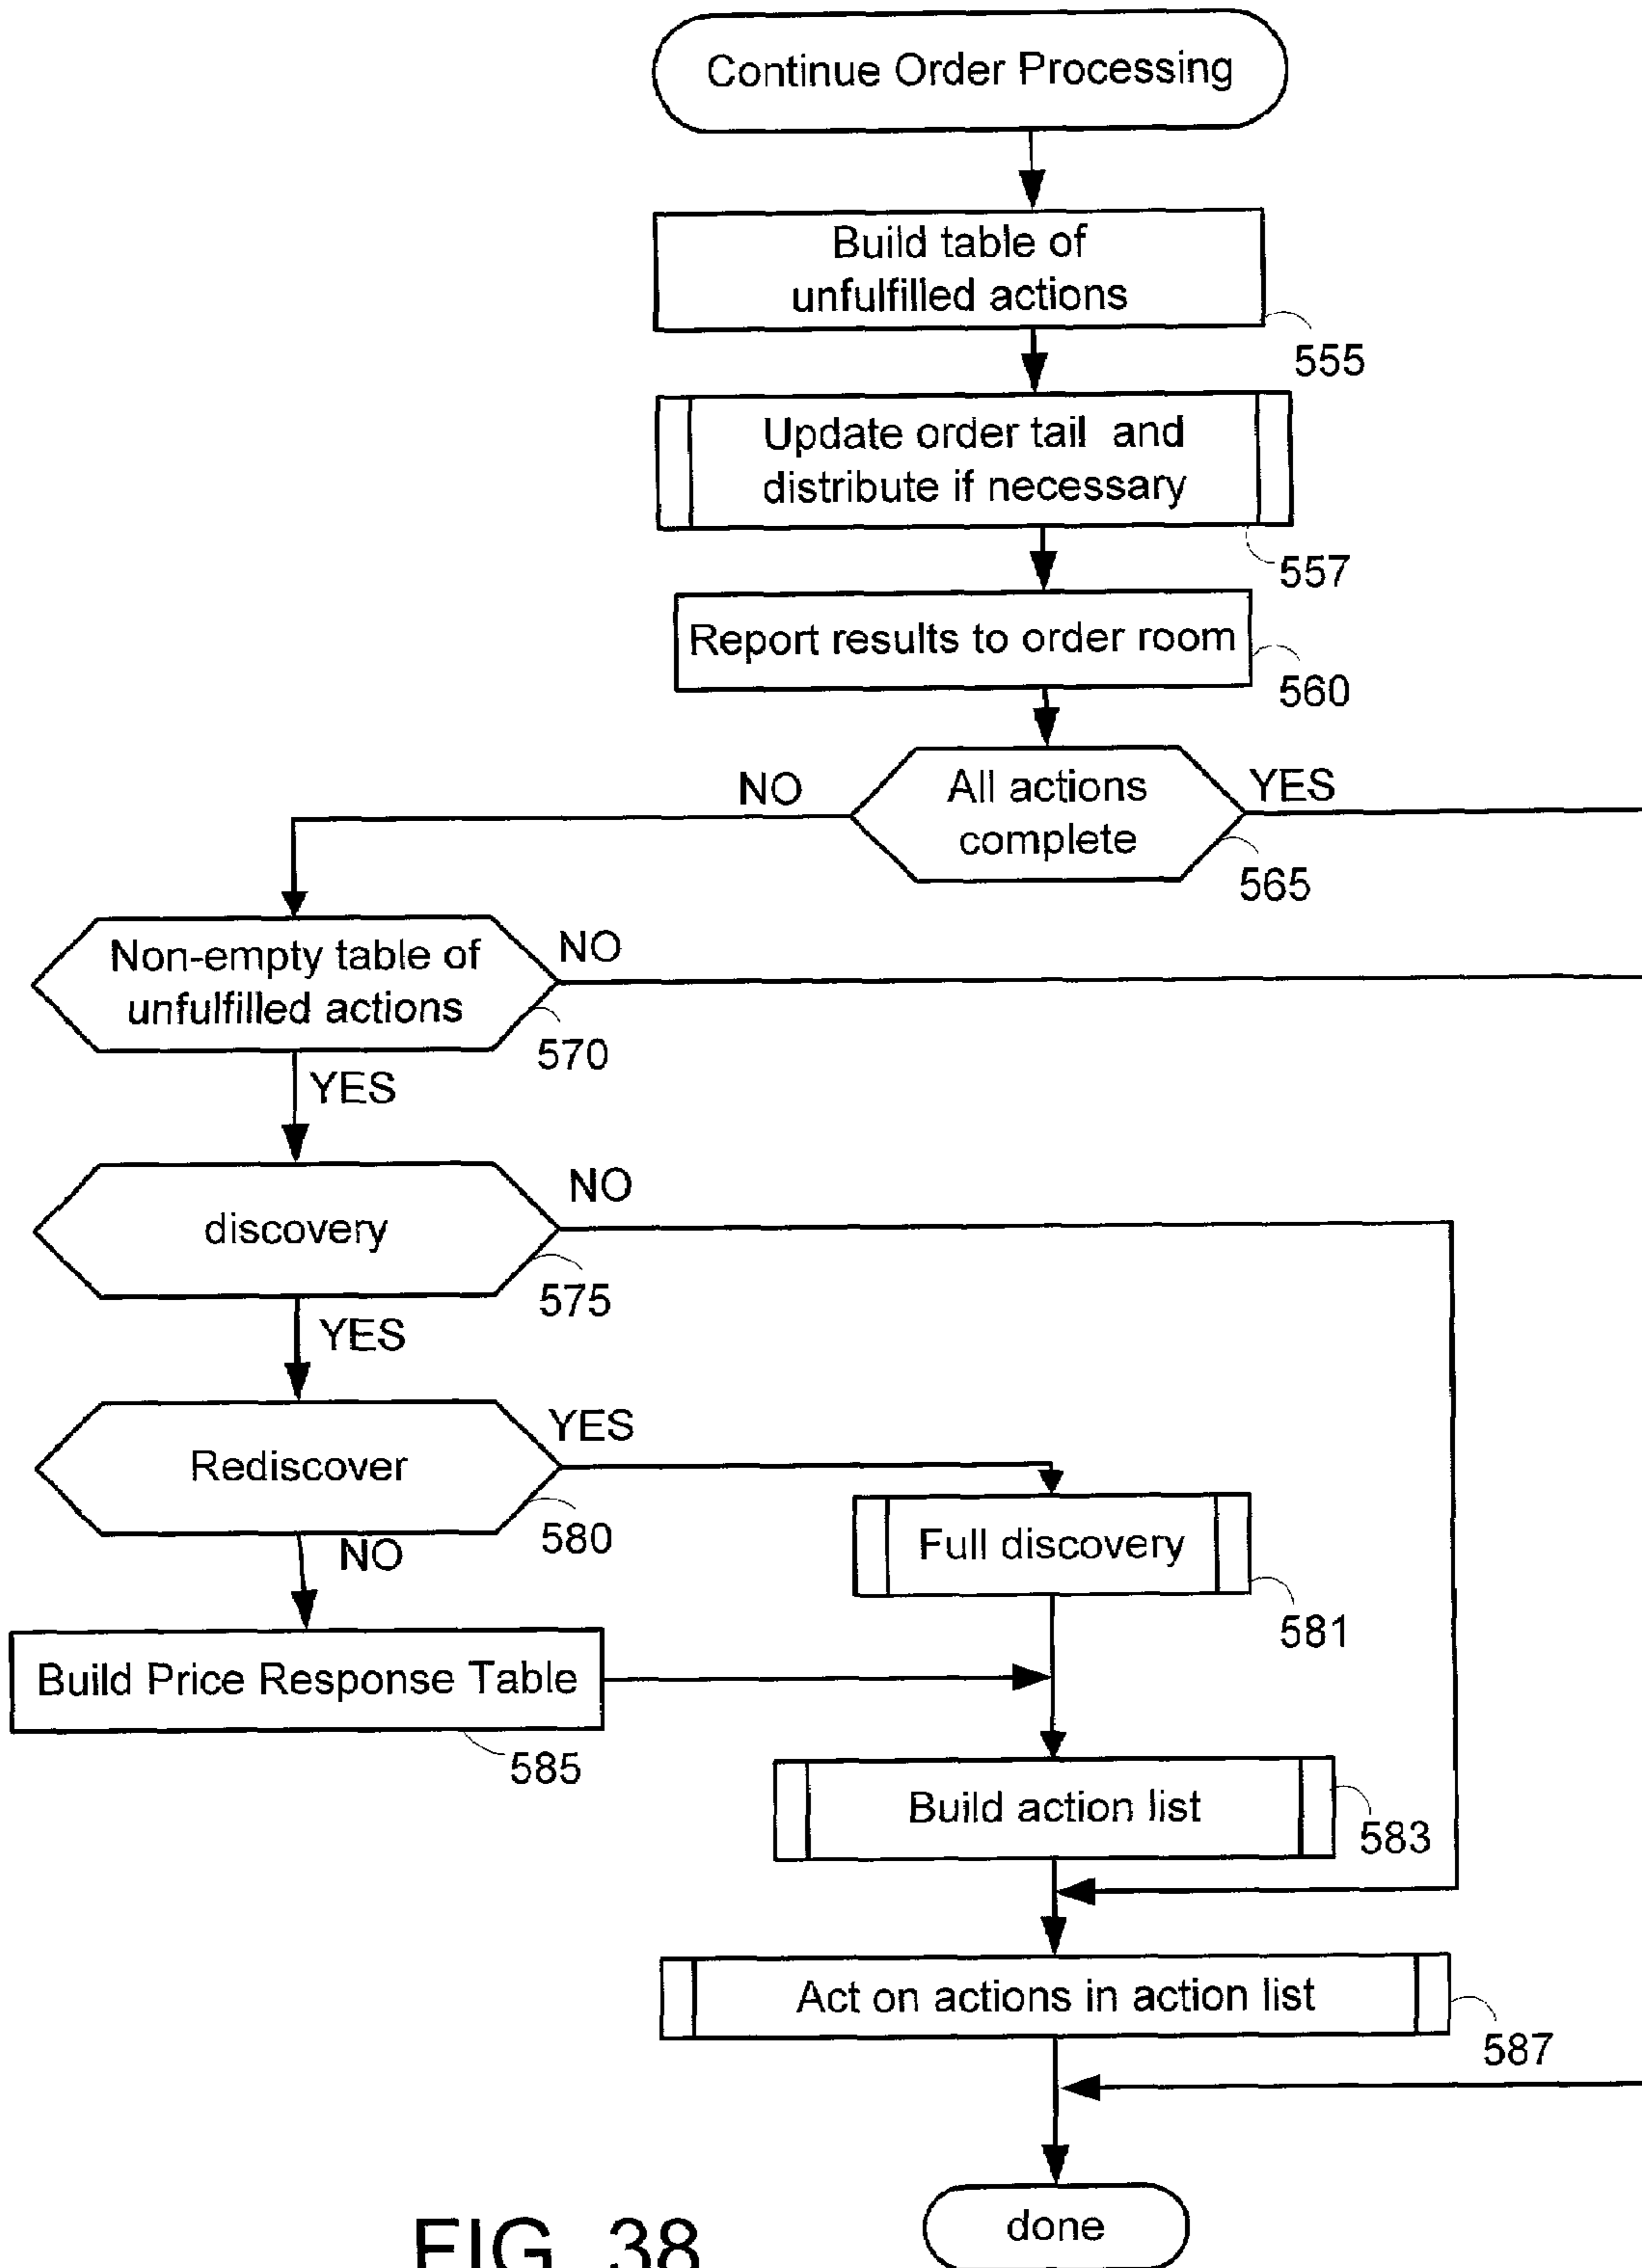 Continue Order Processing
Build table of
unfulfilled actions
555
Update order tail and
distribute if necessary
557
Report results to order room
560
All actions
complete
NO
YES
565
Non-empty table of
unfulfilled actions
NO
570
YES
discovery
NO
575
YES
Rediscover
YES
580
NO
Full discovery
581
Build Price Response Table
585
Build action list
583
Act on actions in action list
587
done
FIG. 38